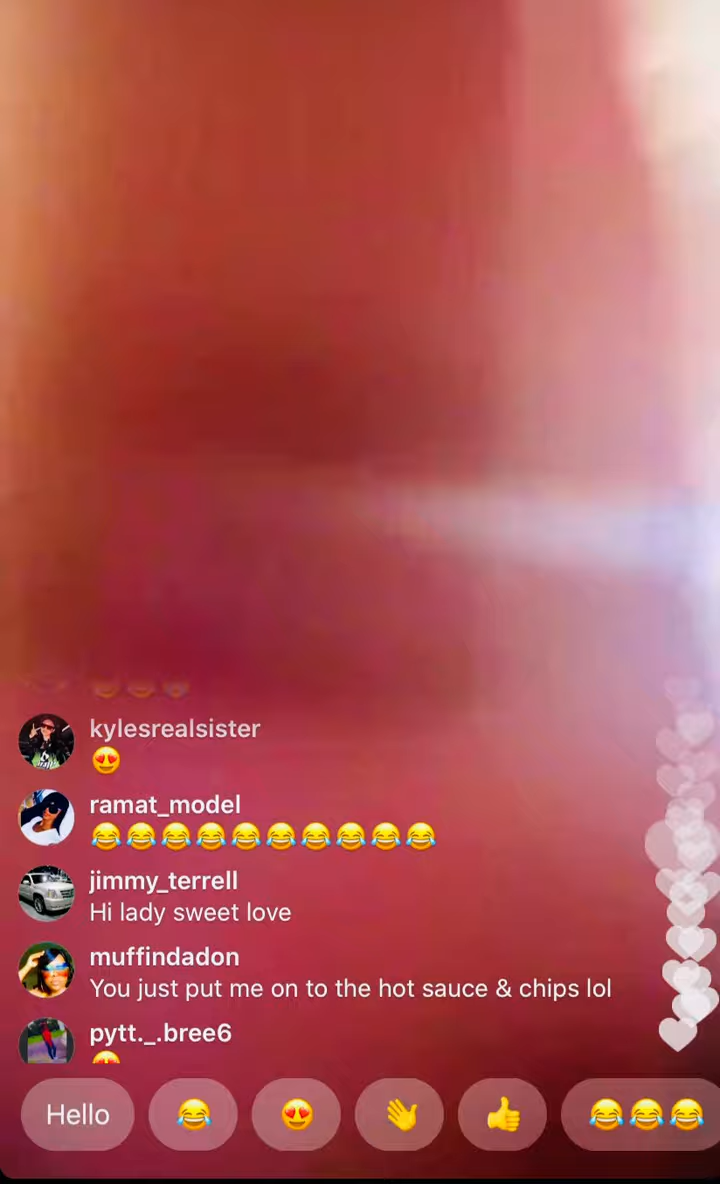 kylesrealsister
😍
ramat_model
😂😂😂😂😂😂😂😂😂😂
jimmy_terrell
Hi lady sweet love
muffindadon
You just put me on to the hot sauce & chips lol
pytt._.bree6
😍
Hello 😂 😍 👋 👍 😂😂😂